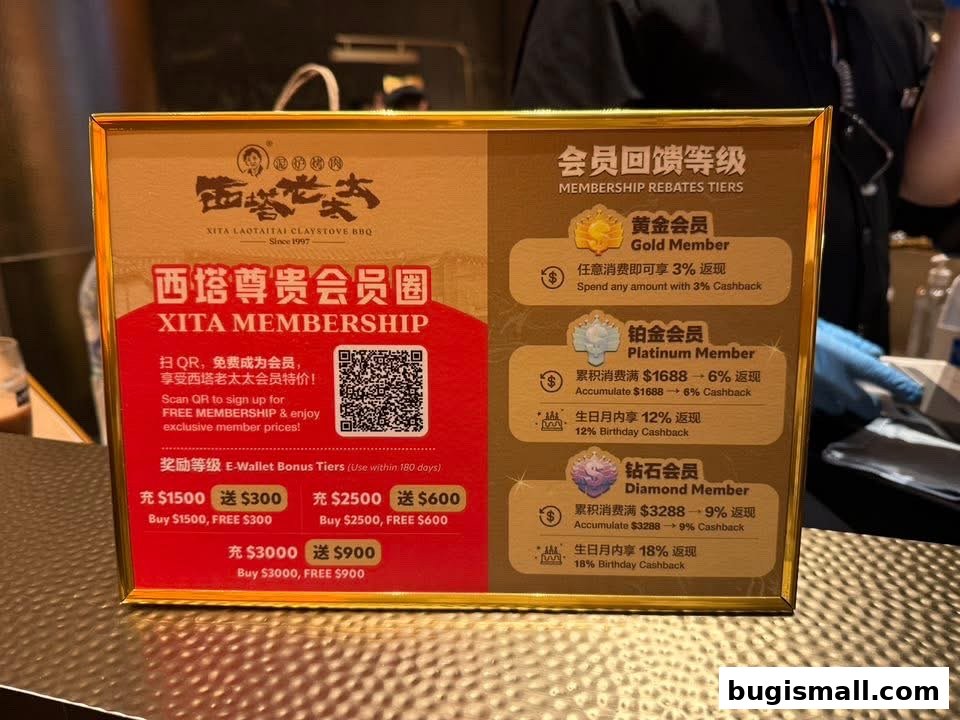 泥炉烤肉
西塔老太太
XITA LAOTAITAI CLAYSTOVE BBQ
Since 1997
西塔尊贵会员圈
XITA MEMBERSHIP
扫 QR，免费成为会员，
享受西塔老太太会员特价！
Scan QR to sign up for
FREE MEMBERSHIP & enjoy
exclusive member prices!
奖励等级 E-Wallet Bonus Tiers (Use within 180 days)
充 $1500 送 $300
Buy $1500, FREE $300
充 $2500 送 $600
Buy $2500, FREE $600
充 $3000 送 $900
Buy $3000, FREE $900
会员回馈等级
MEMBERSHIP REBATES TIERS
黄金会员
Gold Member
任意消费即可享 3% 返现
Spend any amount with 3% Cashback
铂金会员
Platinum Member
累积消费满 $1688 → 6% 返现
Accumulate $1688 → 6% Cashback
生日月内享 12% 返现
12% Birthday Cashback
钻石会员
Diamond Member
累积消费满 $3288 → 9% 返现
Accumulate $3288 → 9% Cashback
生日月内享 18% 返现
18% Birthday Cashback
bugismall.com